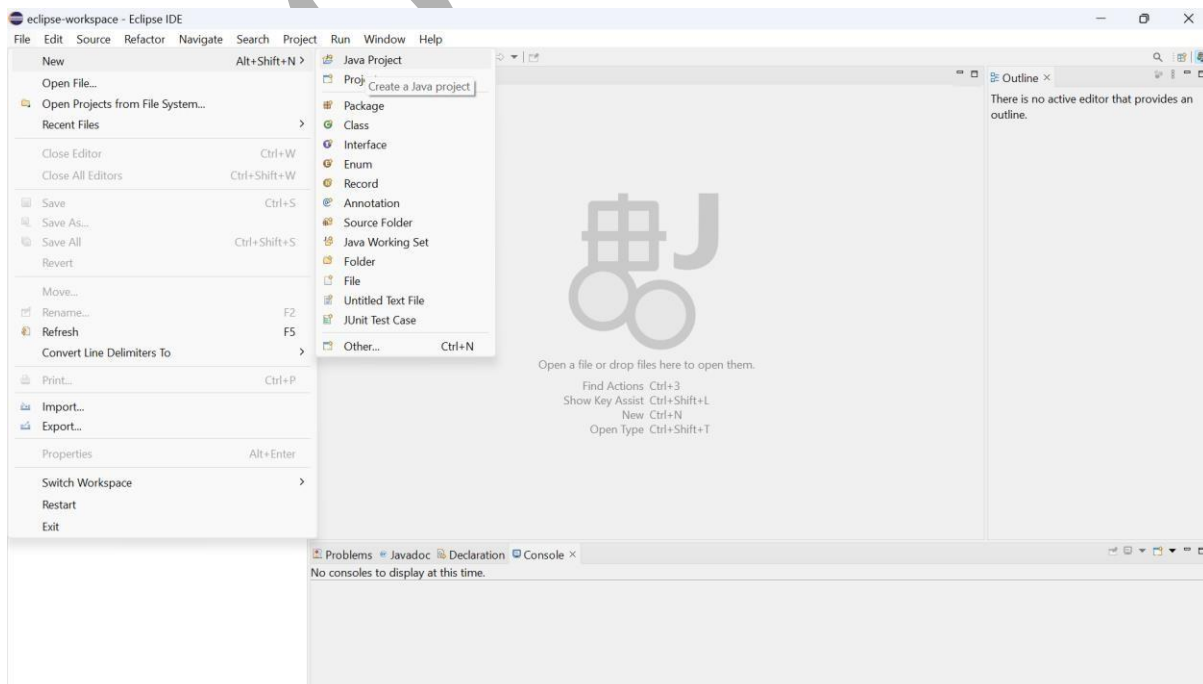 eclipse-workspace - Eclipse IDE
File Edit Source Refactor Navigate Search Project Run Window Help
New Alt+Shift+N >
Open File...
Open Projects from File System...
Recent Files >
Close Editor Ctrl+W
Close All Editors Ctrl+Shift+W
Save Ctrl+S
Save As...
Save All Ctrl+Shift+S
Revert
Move...
Rename... F2
Refresh F5
Convert Line Delimiters To >
Print... Ctrl+P
Import...
Export...
Properties Alt+Enter
Switch Workspace >
Restart
Exit
Java Project
Create a Java project
Package
Class
Interface
Enum
Record
Annotation
Source Folder
Java Working Set
Folder
File
Untitled Text File
JUnit Test Case
Other... Ctrl+N
Open a file or drop files here to open them.
Find Actions Ctrl+3
Show Key Assist Ctrl+Shift+L
New Ctrl+N
Open Type Ctrl+Shift+T
Outline ×
There is no active editor that provides an
outline.
Problems Javadoc Declaration Console ×
No consoles to display at this time.